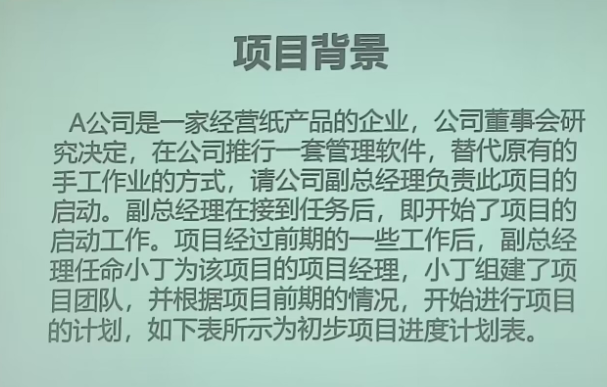 项目背景
A公司是一家经营纸产品的企业，公司董事会研
究决定，在公司推行一套管理软件，替代原有的
手工作业的方式，请公司副总经理负责此项目的
启动。副总经理在接到任务后，即开始了项目的
启动工作。项目经过前期的一些工作后，副总经
理任命小丁为该项目的项目经理，小丁组建了项
目团队，并根据项目前期的情况，开始进行项目
的计划，如下表所示为初步项目进度计划表。